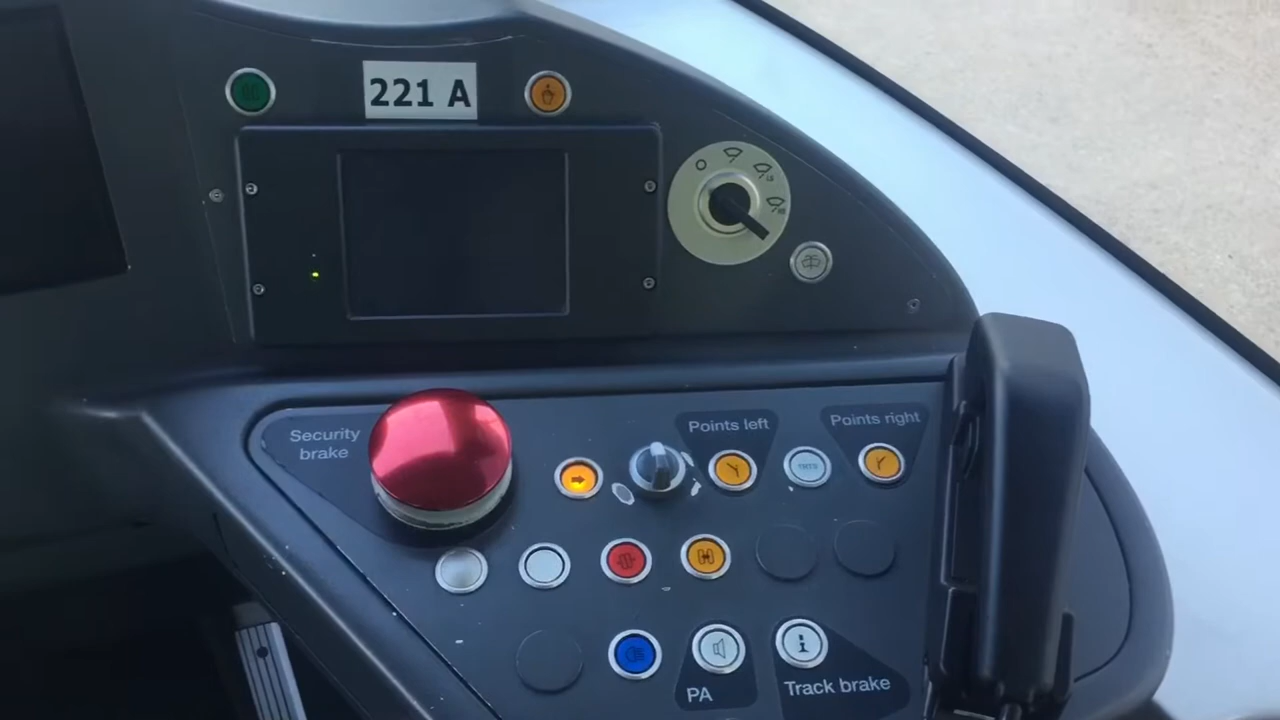 221 A
Security
brake
Points left
Points right
PA
Track brake